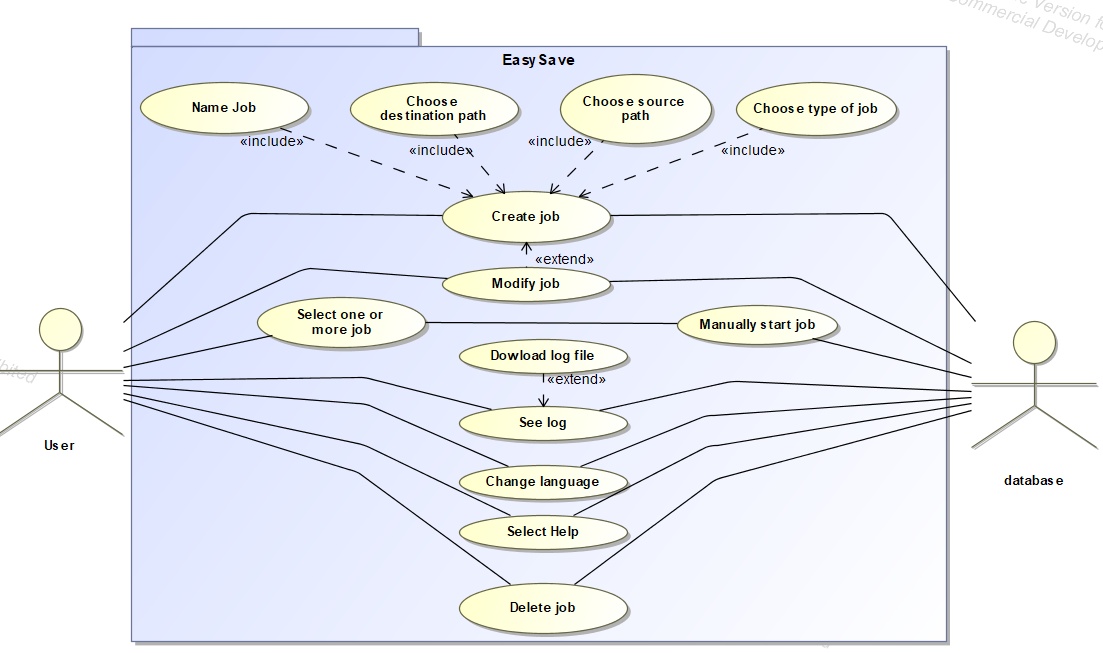 c Version fo
ommercial Develop
EasySave
Name Job
Choose
destination path
Choose source
path
Choose type of job
«include»
«include»
«include»
«include»
Create job
«extend»
Modify job
Select one or
more job
Manually start job
Dowload log file
«extend»
See log
Change language
Select Help
Delete job
User
database
ibited